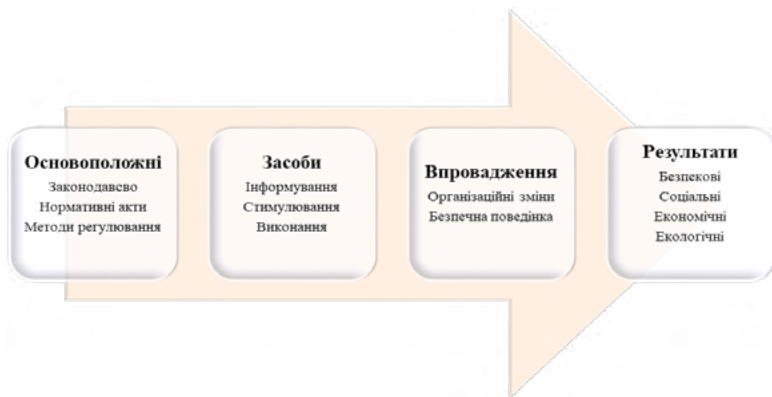 Основоположні
Законодавсво
Нормативні акти
Методи регулювання
Засоби
Інформування
Стимулювання
Виконання
Впровадження
Організаційні зміни
Безпечна поведінка
Результати
Безпекові
Соціальні
Економічні
Екологічні